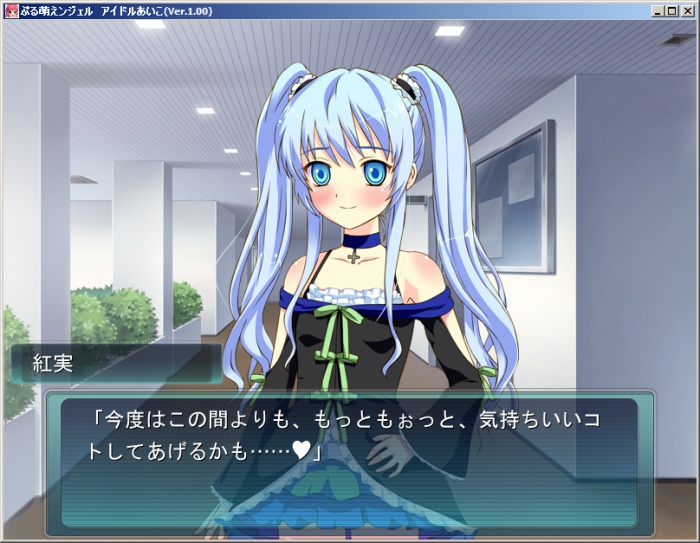 ぷる萌えンジェル アイドルあいこ(Ver.1.00)
紅実
「今度はこの間よりも、もっともぉっと、気持ちいいコ
トしてあげるかも……♥」